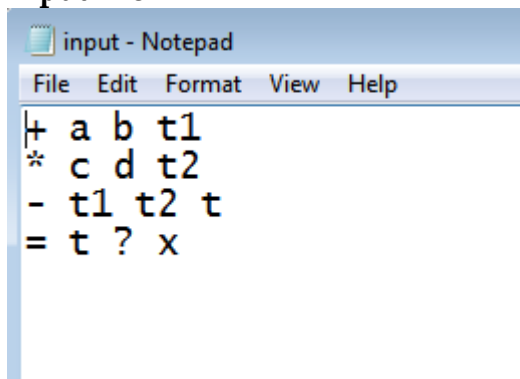 input - Notepad
File Edit Format View Help
+ a b t1
* c d t2
- t1 t2 t
= t ? x